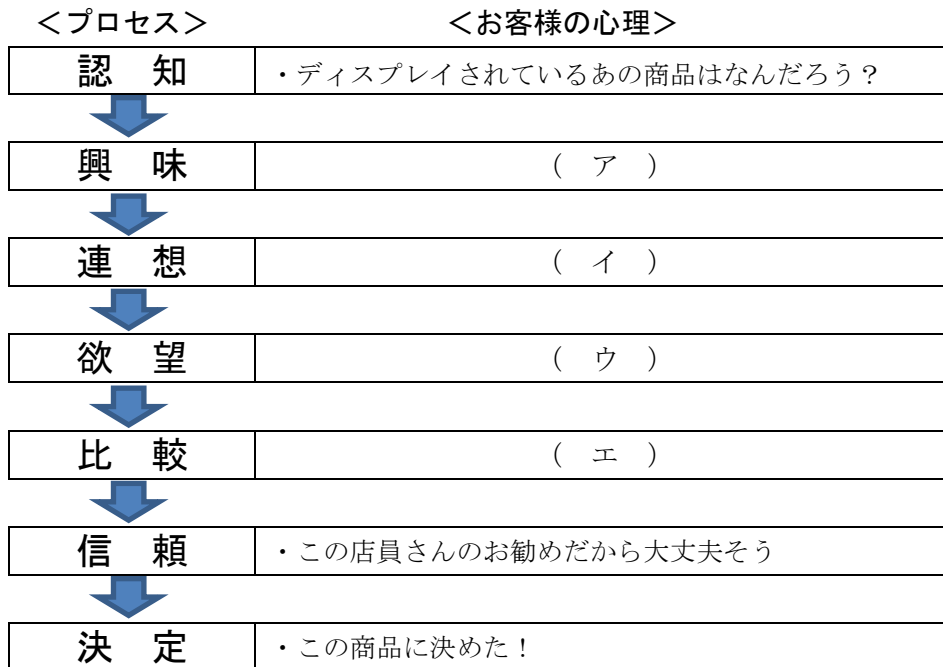 ＜プロセス＞　＜お客様の心理＞
認　知　・ディスプレイされているあの商品はなんだろう？
興　味　（　ア　）
連　想　（　イ　）
欲　望　（　ウ　）
比　較　（　エ　）
信　頼　・この店員さんのお勧めだから大丈夫そう
決　定　・この商品に決めた！